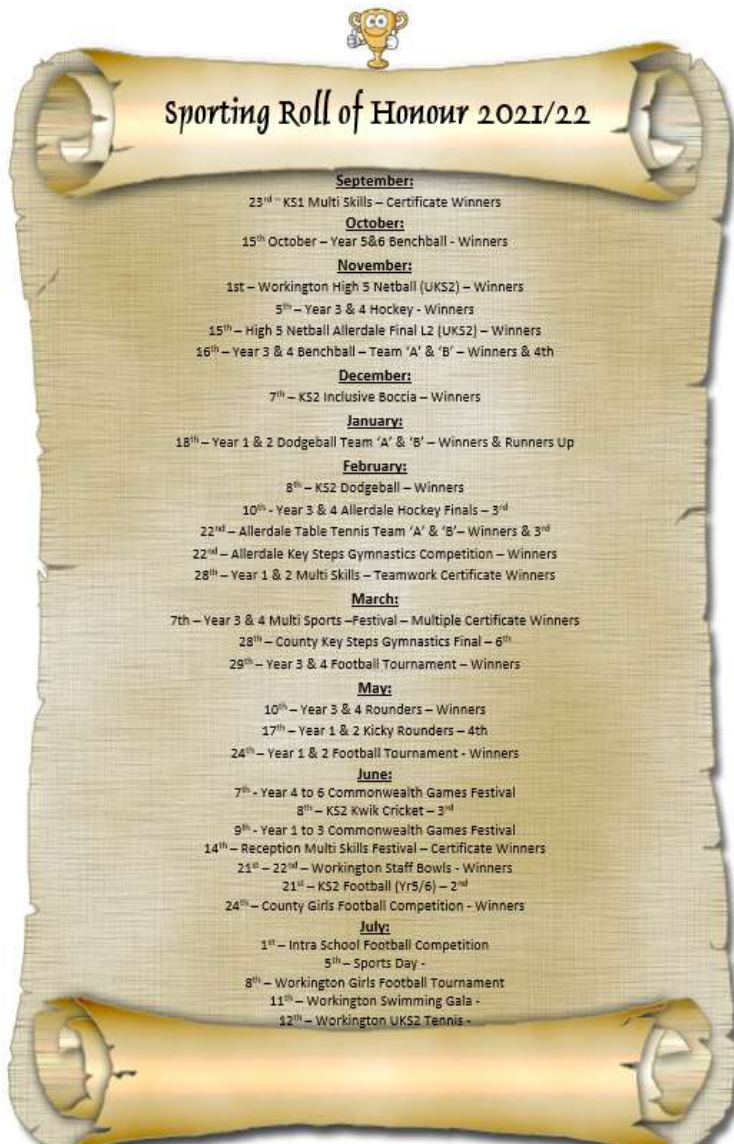 Sporting Roll of Honour 2021/22
September:
23rd – KS1 Multi Skills – Certificate Winners
October:
15th October – Year 5&6 Benchball - Winners
November:
1st – Workington High 5 Netball (UKS2) – Winners
5th – Year 3 & 4 Hockey - Winners
15th – High 5 Netball Allerdale Final L2 (UKS2) – Winners
16th – Year 3 & 4 Benchball – Team ‘A’ & ‘B’ – Winners & 4th
December:
7th – KS2 Inclusive Boccia – Winners
January:
18th – Year 1 & 2 Dodgeball Team ‘A’ & ‘B’ – Winners & Runners Up
February:
8th – KS2 Dodgeball – Winners
10th - Year 3 & 4 Allerdale Hockey Finals – 3rd
22nd – Allerdale Table Tennis Team ‘A’ & ‘B’– Winners & 3rd
22nd – Allerdale Key Steps Gymnastics Competition – Winners
28th – Year 1 & 2 Multi Skills – Teamwork Certificate Winners
March:
7th – Year 3 & 4 Multi Sports –Festival – Multiple Certificate Winners
28th – County Key Steps Gymnastics Final – 6th
29th – Year 3 & 4 Football Tournament – Winners
May:
10th – Year 3 & 4 Rounders – Winners
17th – Year 1 & 2 Kicky Rounders – 4th
24th – Year 1 & 2 Football Tournament - Winners
June:
7th - Year 4 to 6 Commonwealth Games Festival
8th – KS2 Kwik Cricket – 3rd
9th - Year 1 to 3 Commonwealth Games Festival
14th – Reception Multi Skills Festival – Certificate Winners
21st – 22nd – Workington Staff Bowls - Winners
21st – KS2 Football (Yr5/6) – 2nd
24th – County Girls Football Competition - Winners
July:
1st – Intra School Football Competition
5th – Sports Day -
8th – Workington Girls Football Tournament
11th – Workington Swimming Gala -
12th – Workington UKS2 Tennis -